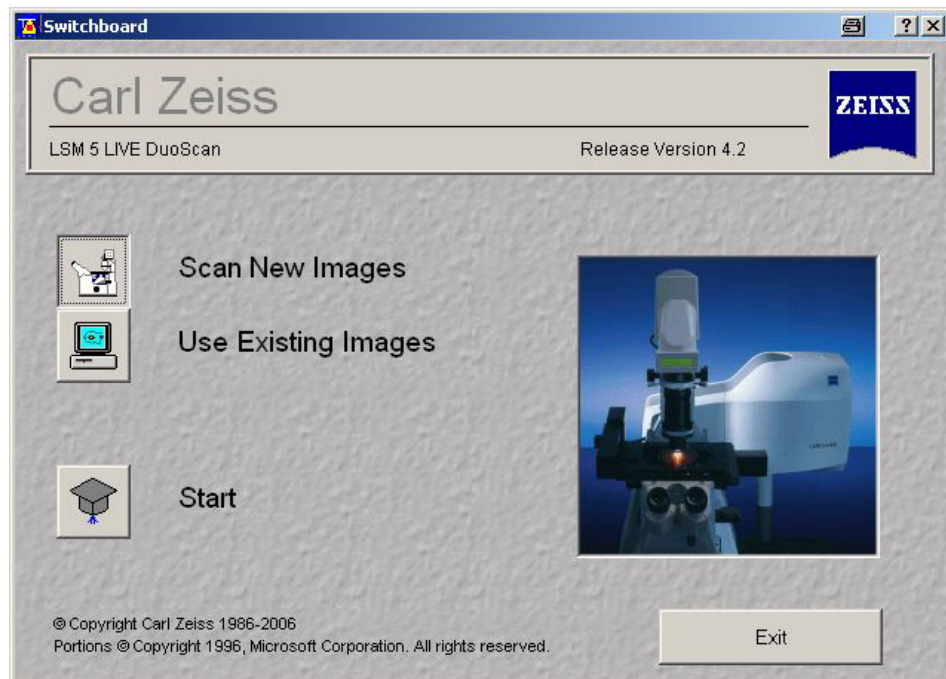 Switchboard
Carl Zeiss
ZEISS
LSM 5 LIVE DuoScan Release Version 4.2
Scan New Images
Use Existing Images
Start
© Copyright Carl Zeiss 1986-2006
Portions © Copyright 1996, Microsoft Corporation. All rights reserved.
Exit